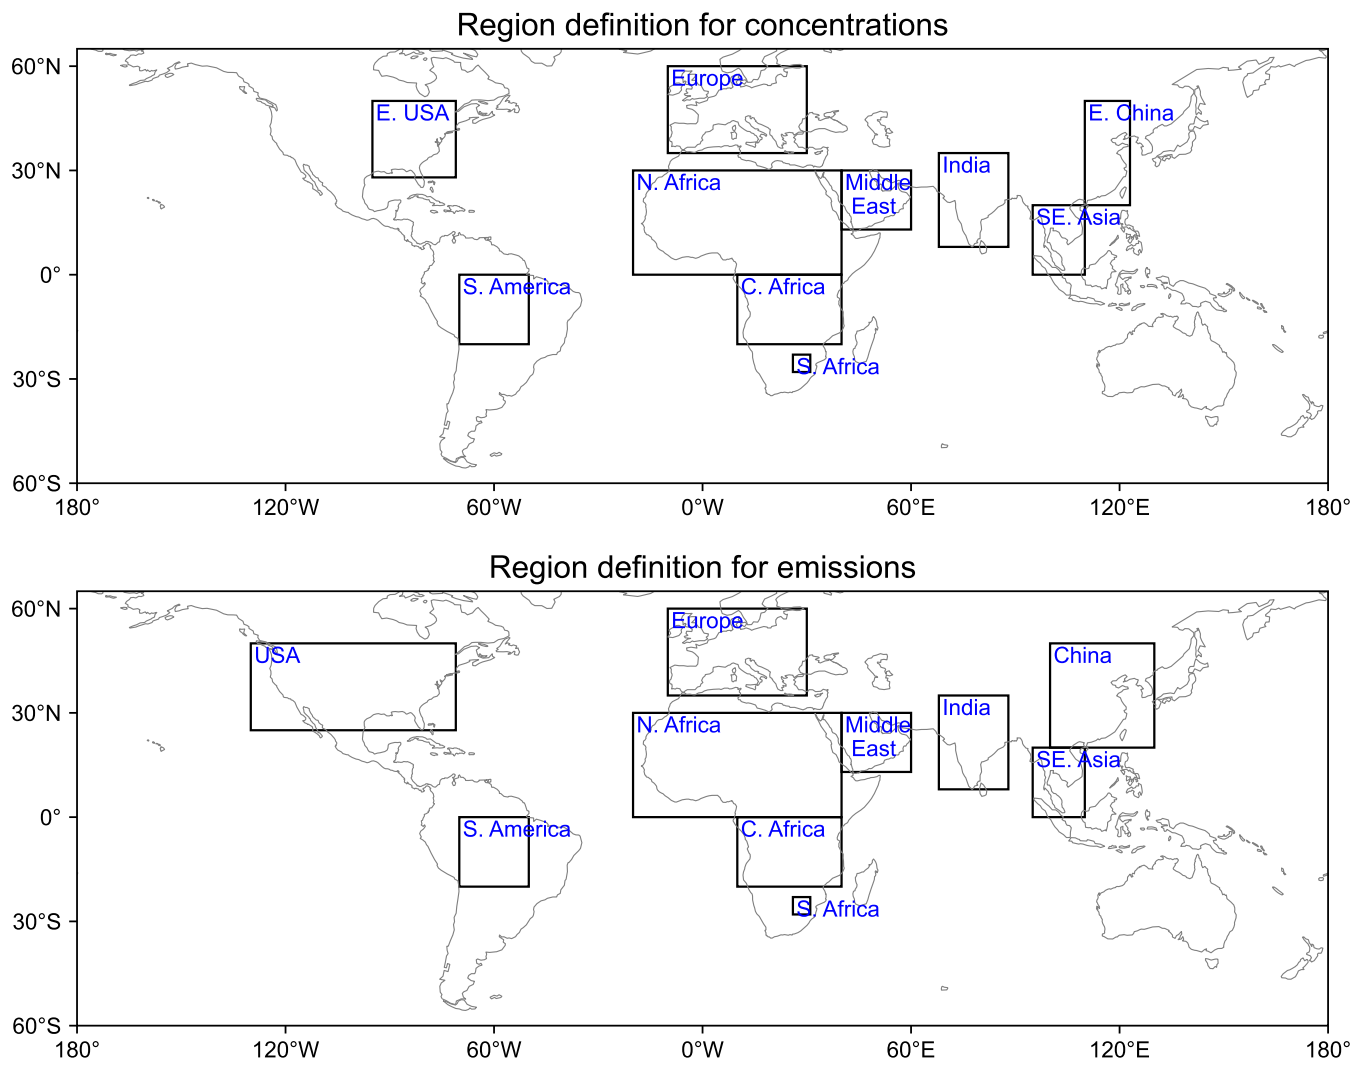 Region definition for concentrations
60°N
30°N
0°
30°S
60°S
Europe
E. USA
E. China
India
N. Africa
Middle
East
SE. Asia
S. America
C. Africa
S. Africa
180°
120°W
60°W
0°W
60°E
120°E
180°
Region definition for emissions
60°N
30°N
0°
30°S
60°S
Europe
USA
China
India
N. Africa
Middle
East
SE. Asia
S. America
C. Africa
S. Africa
180°
120°W
60°W
0°W
60°E
120°E
180°